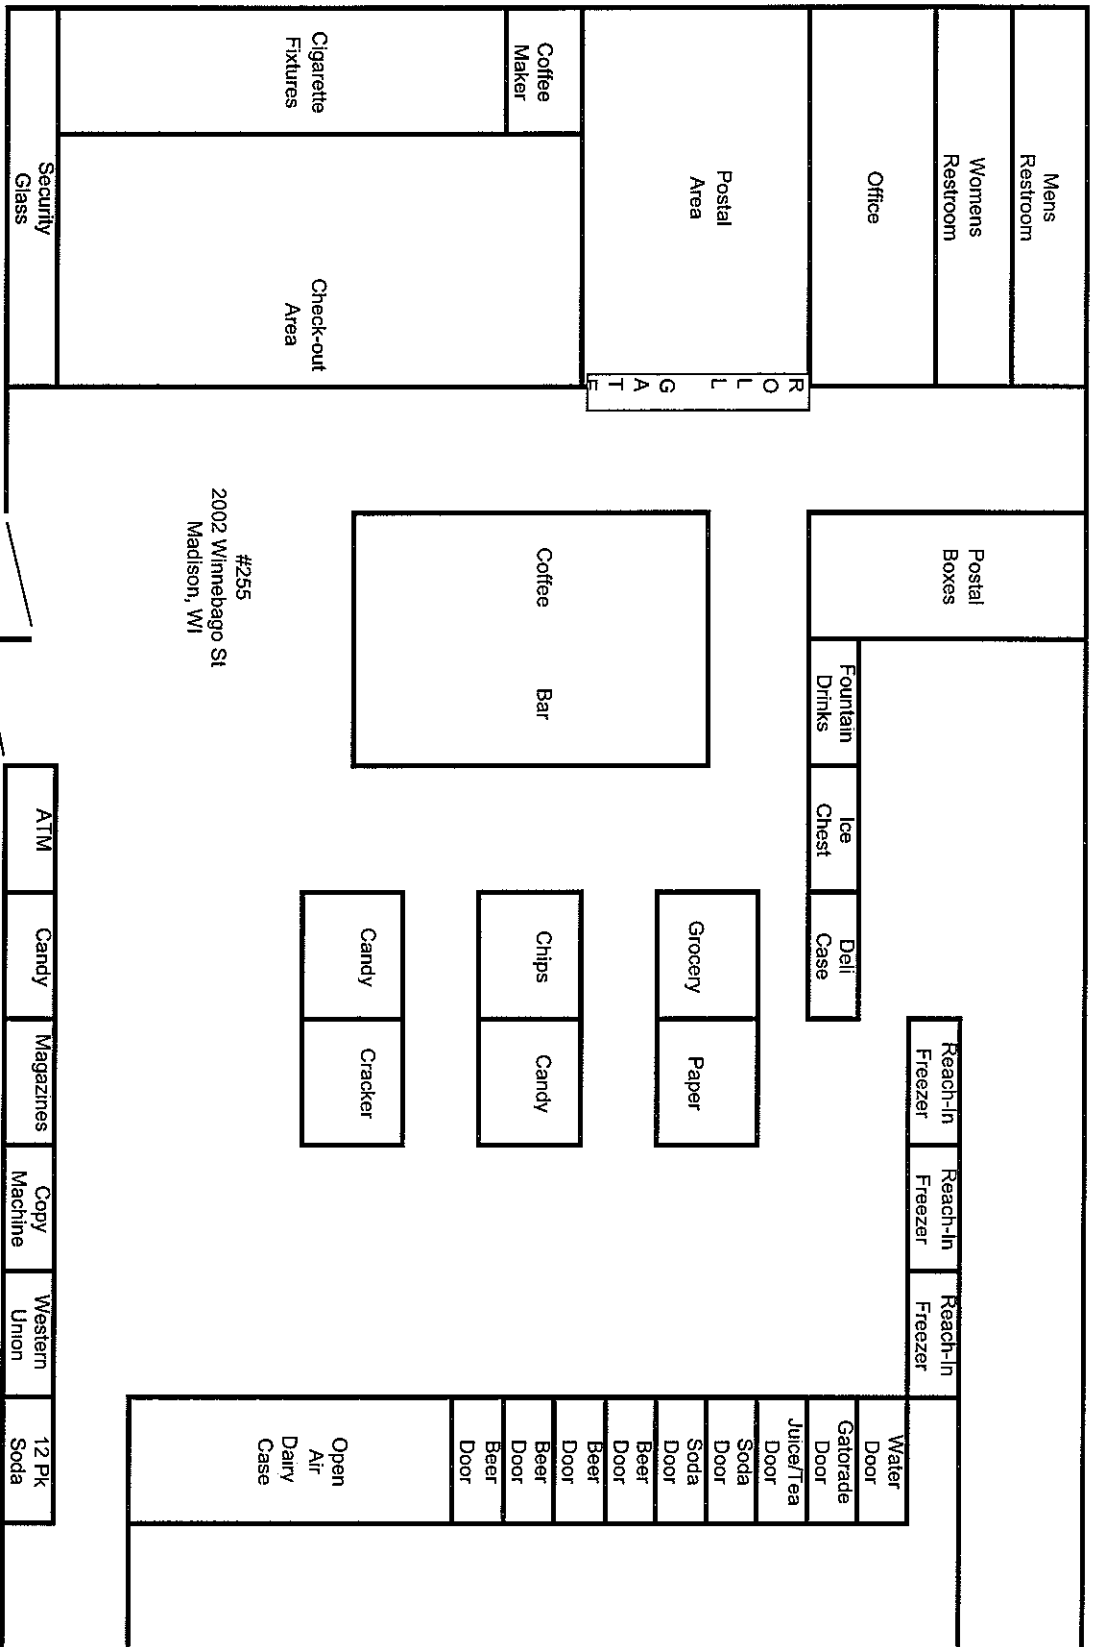 Mens
Restroom
Womens
Restroom
Office
Postal
Area
Coffee
Maker
Cigarette
Fixtures
Check-out
Area
Security
Glass
ROLL GATE
Postal
Boxes
Coffee Bar
#255
2002 Winnebago St
Madison, WI
Fountain
Drinks
Ice
Chest
Deli
Case
Reach-In
Freezer
Reach-In
Freezer
Reach-In
Freezer
Grocery
Paper
Chips
Candy
Candy
Cracker
Water
Door
Gatorade
Door
Juice/Tea
Door
Soda
Door
Soda
Door
Beer
Door
Beer
Door
Beer
Door
Beer
Door
Open
Air
Dairy
Case
ATM
Candy
Magazines
Copy
Machine
Western
Union
12 Pk
Soda